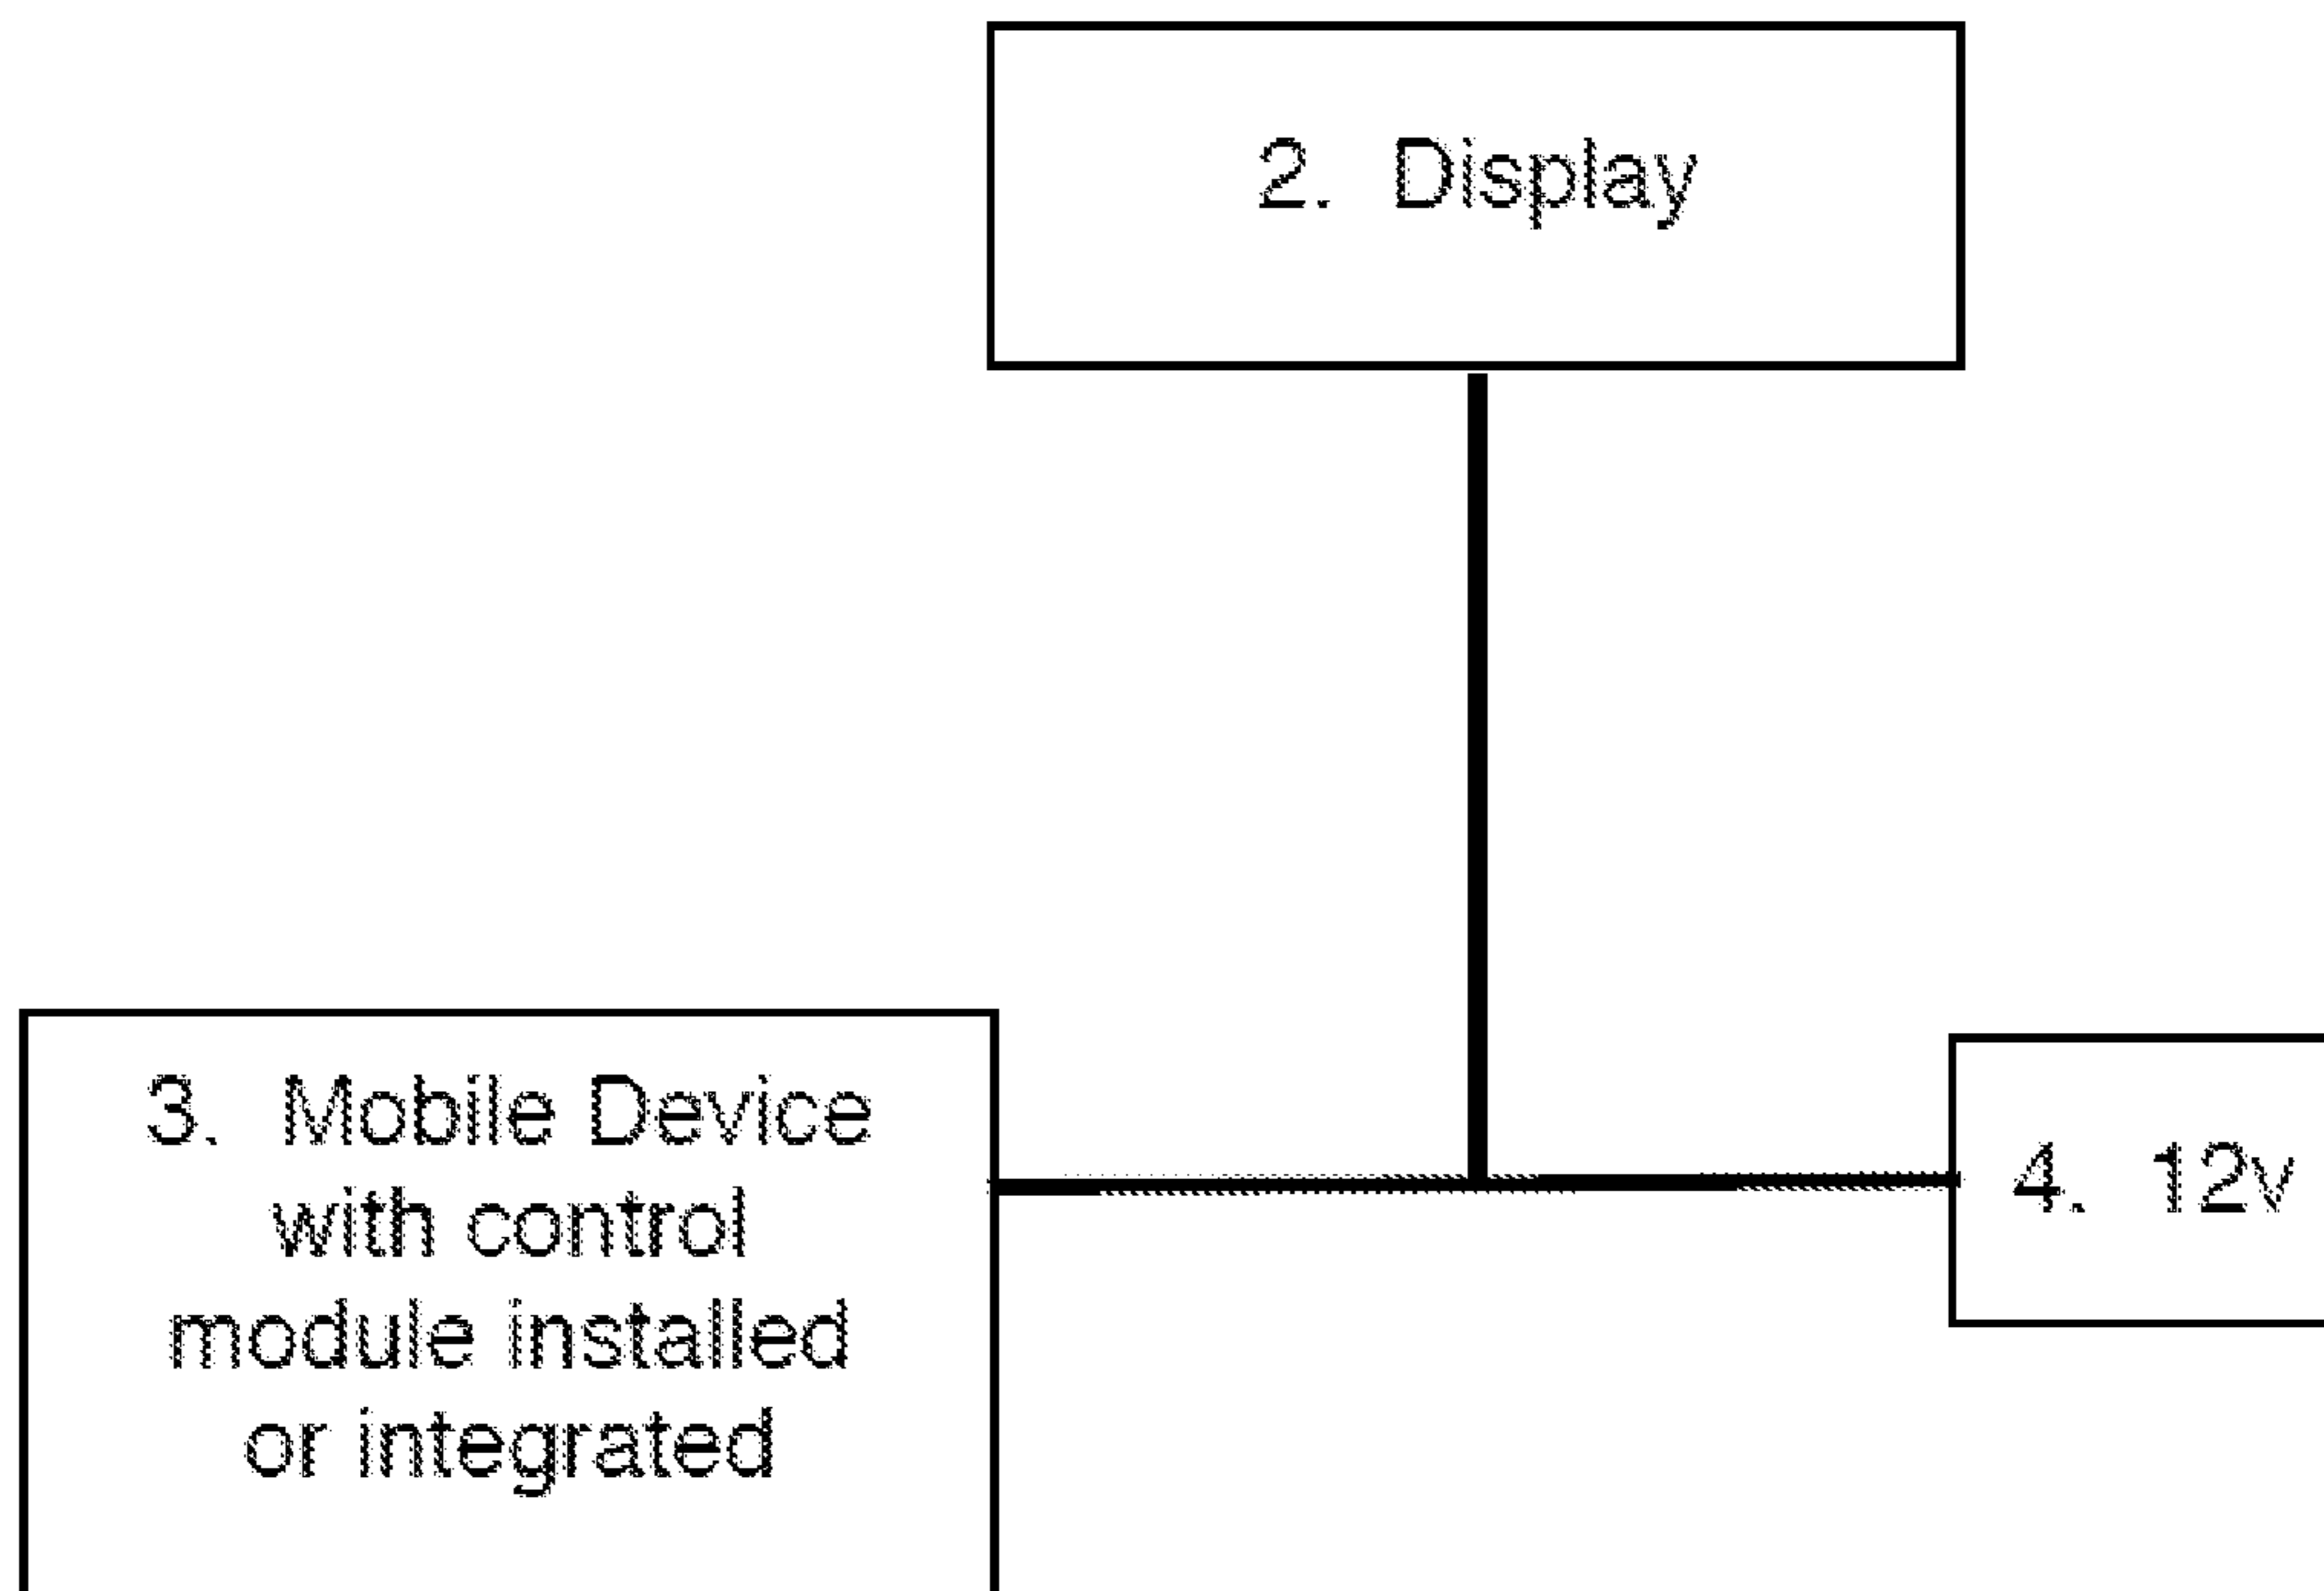 2. Display
3. Mobile Device
with control
module installed
or integrated
4. 12v